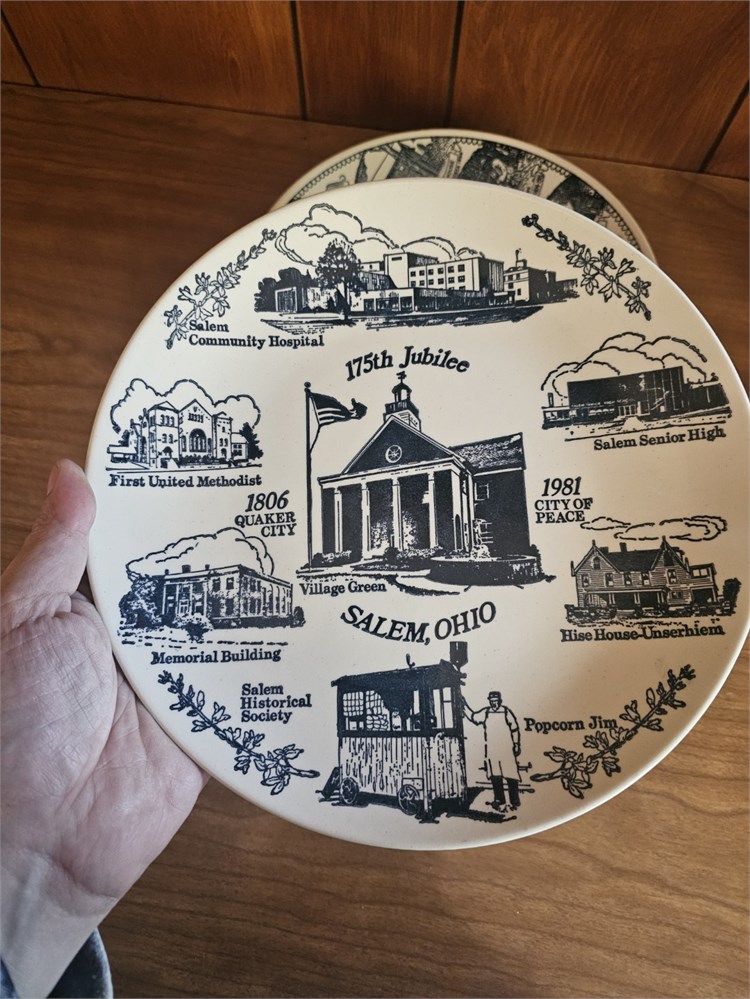 Salem
Community Hospital
175th Jubilee
Salem Senior High
First United Methodist
1806
QUAKER
CITY
1981
CITY OF
PEACE
Village Green
Hise House-Unserhiem
SALEM, OHIO
Memorial Building
Salem
Historical
Society
Popcorn Jim